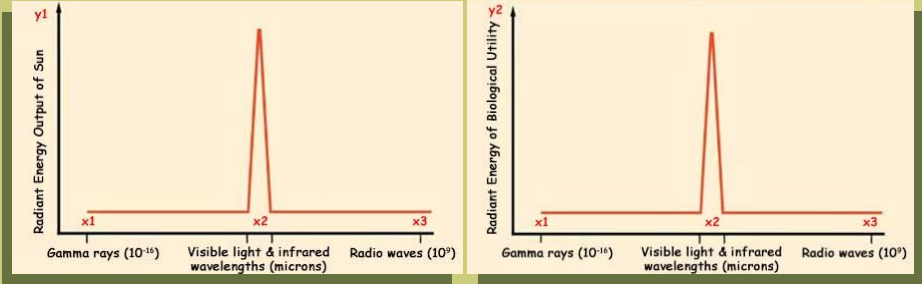 y1
Radiant Energy Output of Sun
x1
x2
x3
Gamma rays (10⁻¹⁶)
Visible light & infrared
wavelengths (microns)
Radio waves (10⁹)
y2
Radiant Energy of Biological Utility
x1
x2
x3
Gamma rays (10⁻¹⁶)
Visible light & infrared
wavelengths (microns)
Radio waves (10⁹)